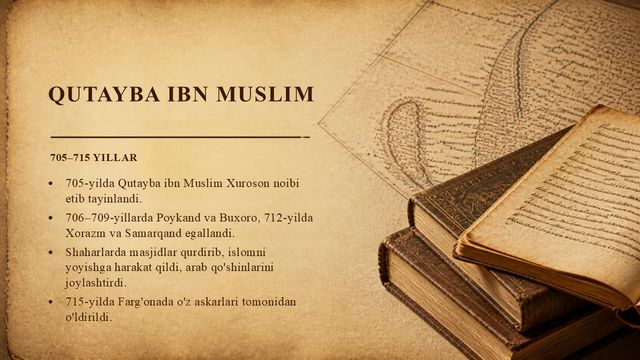 QUTAYBA IBN MUSLIM
705–715 YILLAR
• 705-yilda Qutayba ibn Muslim Xuroson noibi
etib tayinlandi.
• 706–709-yillarda Poykand va Buxoro, 712-yilda
Xorazm va Samarqand egallandi.
• Shaharlarda masjidlar qurdirib, islomni
yoyishga harakat qildi, arab qo'shinlarini
joylashtirdi.
• 715-yilda Farg'onada o'z askarlari tomonidan
o'ldirildi.